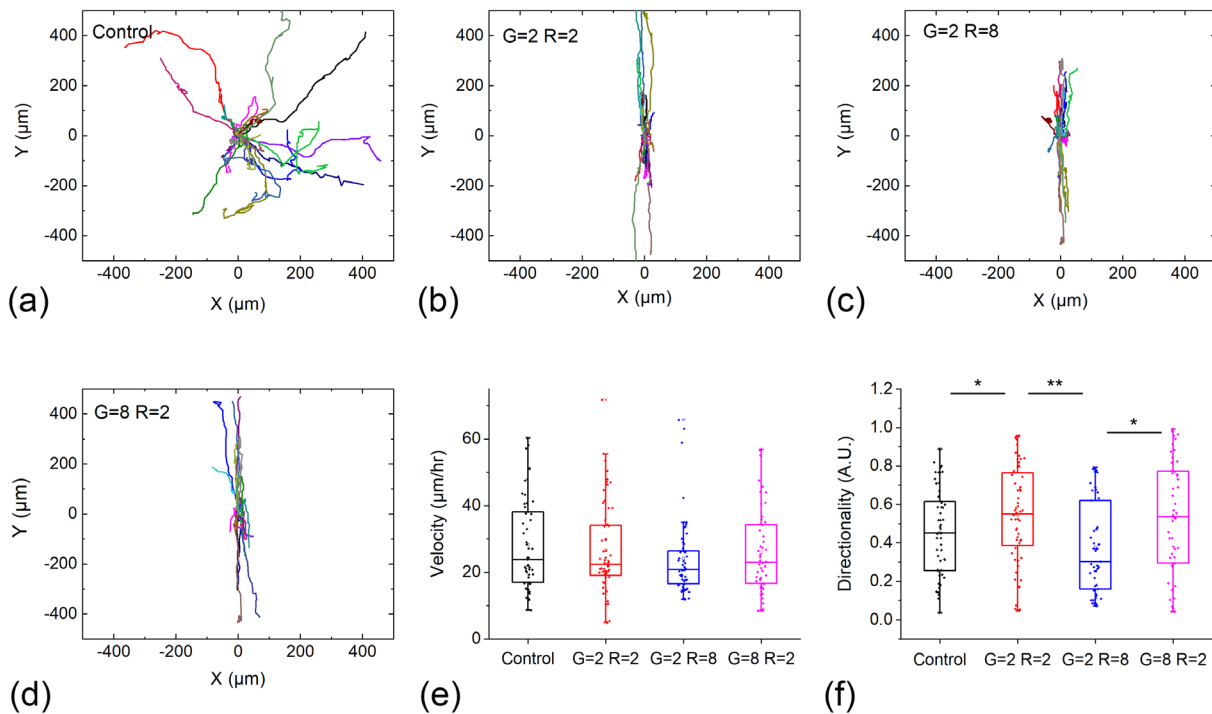 Control
400
200
0
-200
-400
Y (µm)
-400 -200 0 200 400
X (µm)
(a)
G=2 R=2
400
200
0
-200
-400
Y (µm)
-400 -200 0 200 400
X (µm)
(b)
G=2 R=8
400
200
0
-200
-400
Y (µm)
-400 -200 0 200 400
X (µm)
(c)
G=8 R=2
400
200
0
-200
-400
Y (µm)
-400 -200 0 200 400
X (µm)
(d)
60
40
20
0
Velocity (µm/hr)
Control G=2 R=2 G=2 R=8 G=8 R=2
(e)
* ** *
1.2
1.0
0.8
0.6
0.4
0.2
0.0
Directionality (A.U.)
Control G=2 R=2 G=2 R=8 G=8 R=2
(f)